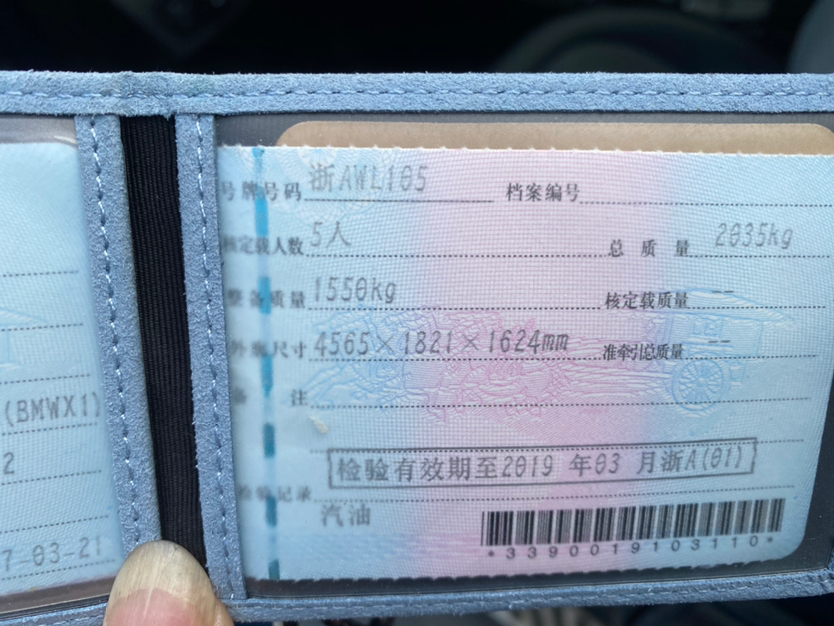 (BMWX1)
2
7-03-21
号牌号码 浙AWL105 档案编号
核定载人数 5人 总质量 2035kg
整备质量 1550kg 核定载质量 --
外廓尺寸 4565×1821×1624mm 准牵引总质量 --
备注
检验有效期至2019年03月浙A(01)
检验记录
汽油
*3390019103110*